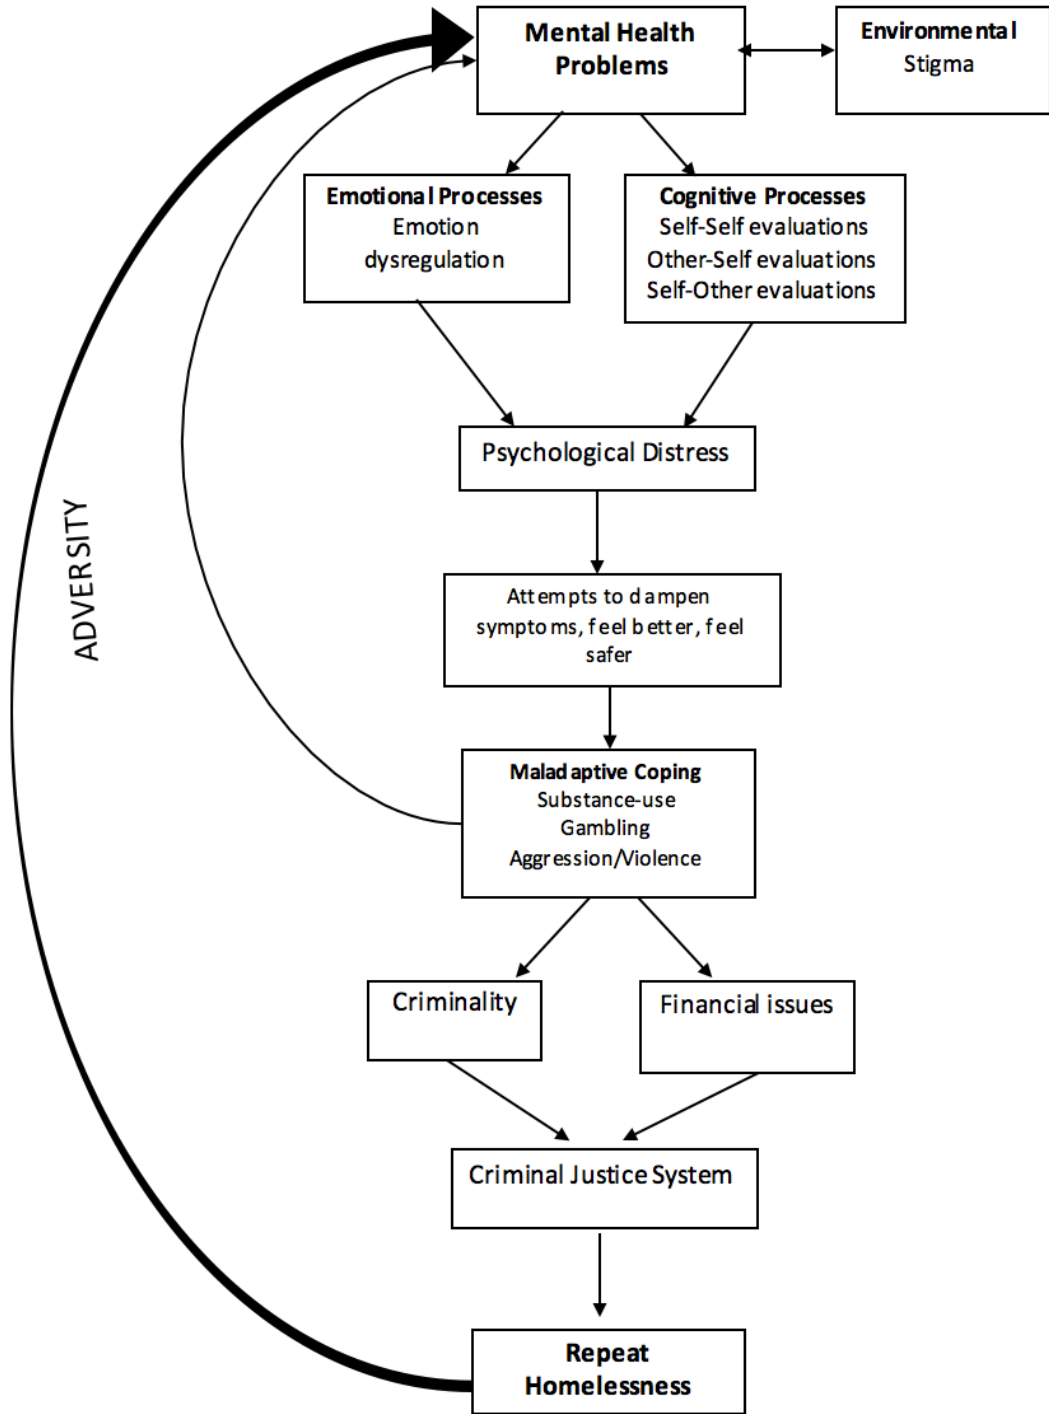 Mental Health
Problems
Environmental
Stigma
Emotional Processes
Emotion
dysregulation
Cognitive Processes
Self-Self evaluations
Other-Self evaluations
Self-Other evaluations
Psychological Distress
ADVERSITY
Attempts to dampen
symptoms, feel better, feel
safer
Maladaptive Coping
Substance-use
Gambling
Aggression/Violence
Criminality
Financial issues
Criminal Justice System
Repeat
Homelessness